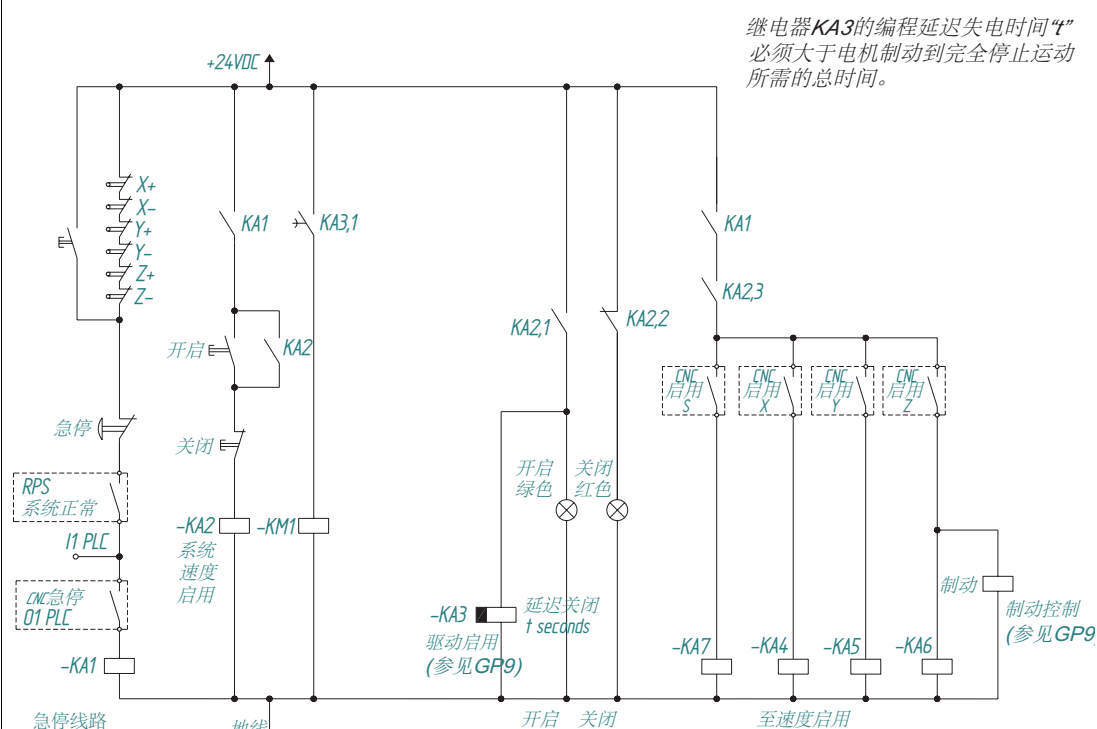 继电器KA3的编程延迟失电时间“t”
必须大于电机制动到完全停止运动
所需的总时间。
+24VDC
X+
X-
Y+
Y-
Z+
Z-
KA1
KA3,1
KA1
KA2,3
开启
KA2
KA2,1
KA2,2
急停
关闭
CNC
启用
S
CNC
启用
X
CNC
启用
Y
CNC
启用
Z
RPS
系统正常
开启
绿色
关闭
红色
I1 PLC
-KA2
系统
速度
启用
-KM1
CNC急停
O1 PLC
-KA3
驱动启用
(参见GP9)
延迟关闭
t seconds
制动
制动控制
(参见GP9)
-KA1
-KA7
-KA4
-KA5
-KA6
急停线路
地线
开启
关闭
至速度启用